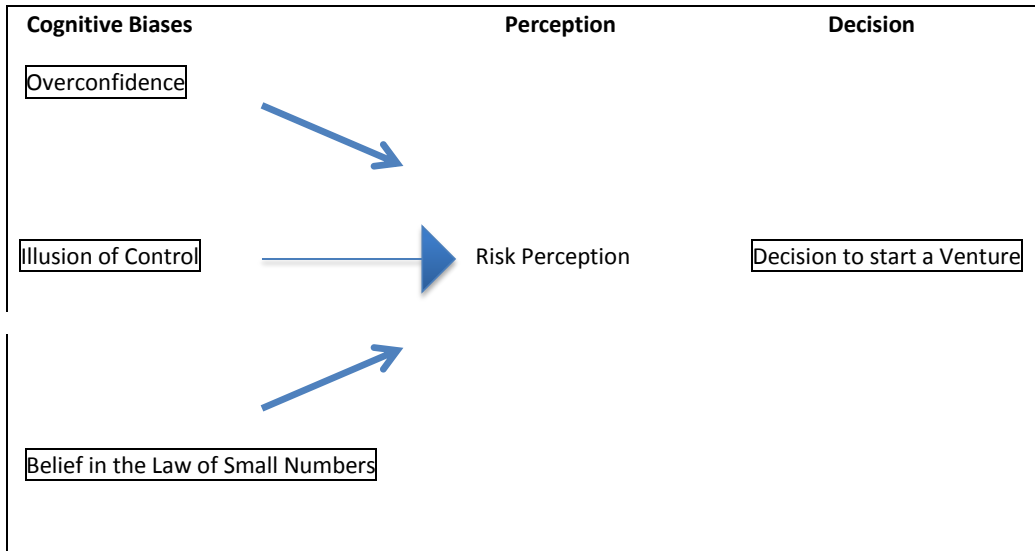 Cognitive Biases Perception Decision
Overconfidence
Illusion of Control Risk Perception Decision to start a Venture
Belief in the Law of Small Numbers